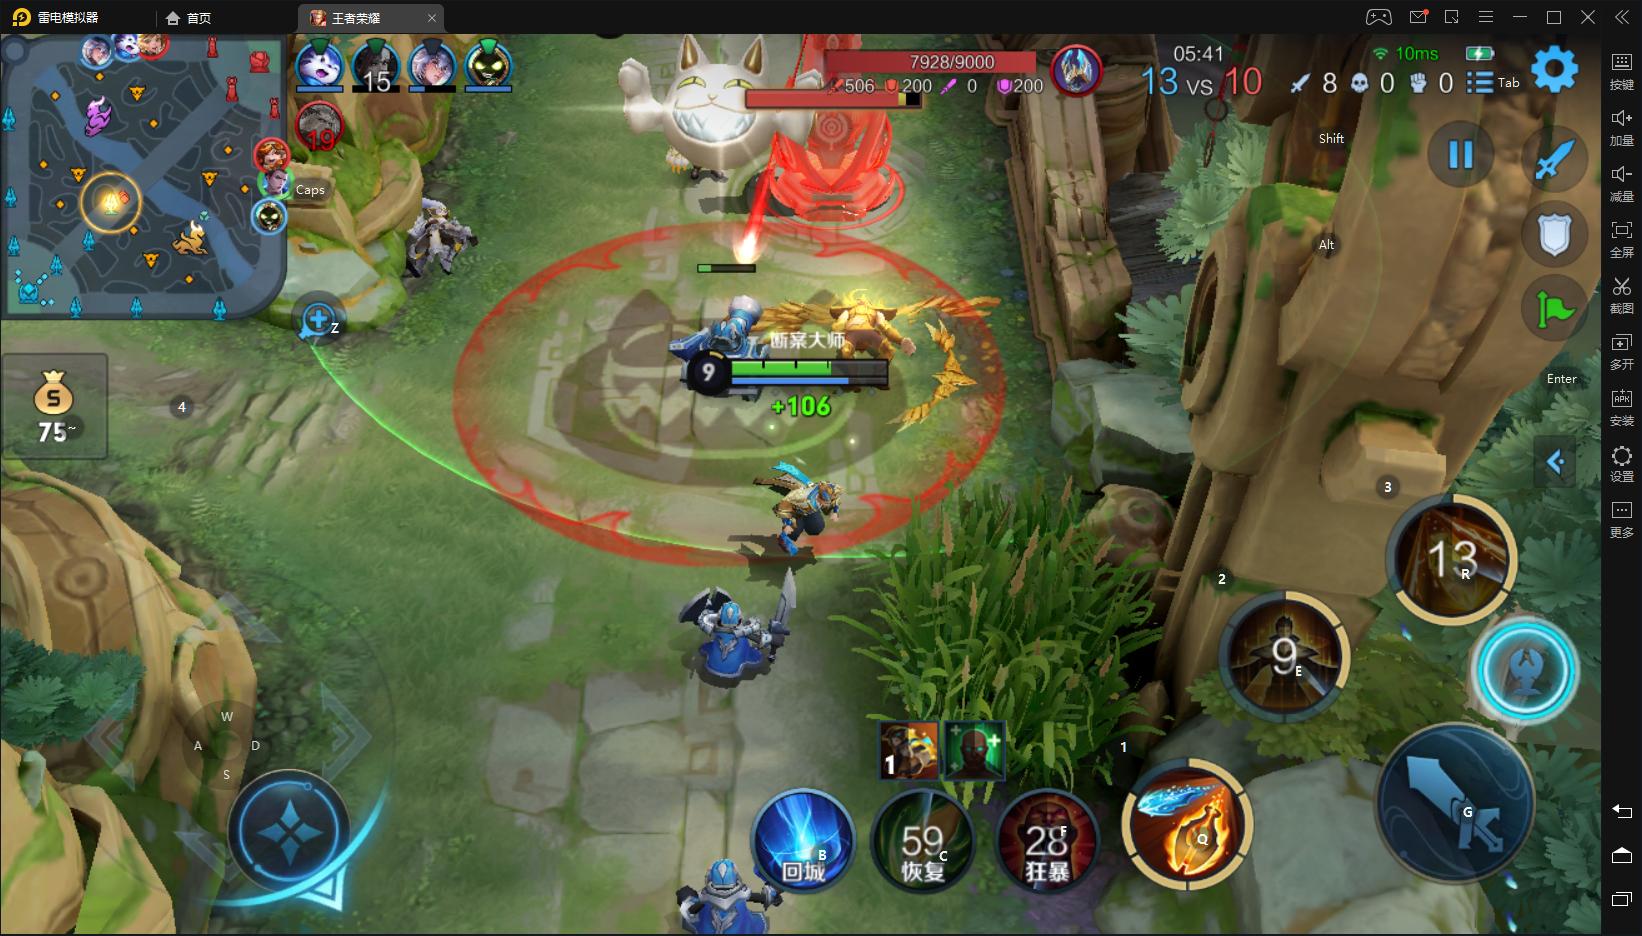 雷电模拟器
首页
王者荣耀
7928/9000
506 200 0 200
15
19
05:41
13 VS 10
10ms
8 0 0
Tab
Shift
Caps
Alt
Z
断案大师
9
+106
75~
4
Enter
3
13
R
2
9
E
1
W
A D
S
1
回城
B
59
恢复
C
28
狂暴
F
Q
G
按键
加量
减量
全屏
截图
多开
APK
安装
设置
更多